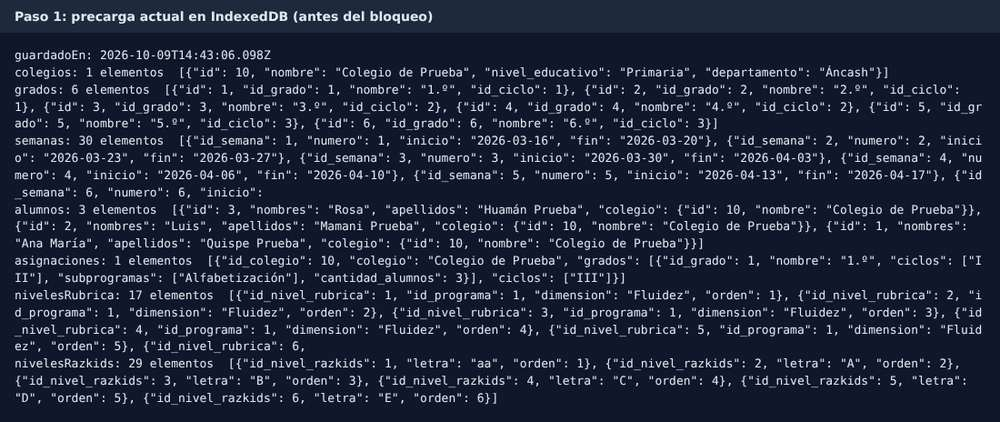 Paso 1: precarga actual en IndexedDB (antes del bloqueo)
guardadoEn: 2026-10-09T14:43:06.098Z
colegios: 1 elementos  [{"id": 10, "nombre": "Colegio de Prueba", "nivel_educativo": "Primaria", "departamento": "Áncash"}]
grados: 6 elementos  [{"id": 1, "id_grado": 1, "nombre": "1.º", "id_ciclo": 1}, {"id": 2, "id_grado": 2, "nombre": "2.º", "id_ciclo":
1}, {"id": 3, "id_grado": 3, "nombre": "3.º", "id_ciclo": 2}, {"id": 4, "id_grado": 4, "nombre": "4.º", "id_ciclo": 2}, {"id": 5, "id_gr
ado": 5, "nombre": "5.º", "id_ciclo": 3}, {"id": 6, "id_grado": 6, "nombre": "6.º", "id_ciclo": 3}]
semanas: 30 elementos  [{"id_semana": 1, "numero": 1, "inicio": "2026-03-16", "fin": "2026-03-20"}, {"id_semana": 2, "numero": 2, "inici
o": "2026-03-23", "fin": "2026-03-27"}, {"id_semana": 3, "numero": 3, "inicio": "2026-03-30", "fin": "2026-04-03"}, {"id_semana": 4, "nu
mero": 4, "inicio": "2026-04-06", "fin": "2026-04-10"}, {"id_semana": 5, "numero": 5, "inicio": "2026-04-13", "fin": "2026-04-17"}, {"id
_semana": 6, "numero": 6, "inicio":
alumnos: 3 elementos  [{"id": 3, "nombres": "Rosa", "apellidos": "Huamán Prueba", "colegio": {"id": 10, "nombre": "Colegio de Prueba"}},
{"id": 2, "nombres": "Luis", "apellidos": "Mamani Prueba", "colegio": {"id": 10, "nombre": "Colegio de Prueba"}}, {"id": 1, "nombres":
"Ana María", "apellidos": "Quispe Prueba", "colegio": {"id": 10, "nombre": "Colegio de Prueba"}}]
asignaciones: 1 elementos  [{"id_colegio": 10, "colegio": "Colegio de Prueba", "grados": [{"id_grado": 1, "nombre": "1.º", "ciclos": ["I
II"], "subprogramas": ["Alfabetización"], "cantidad_alumnos": 3}], "ciclos": ["III"]}]
nivelesRubrica: 17 elementos  [{"id_nivel_rubrica": 1, "id_programa": 1, "dimension": "Fluidez", "orden": 1}, {"id_nivel_rubrica": 2, "i
d_programa": 1, "dimension": "Fluidez", "orden": 2}, {"id_nivel_rubrica": 3, "id_programa": 1, "dimension": "Fluidez", "orden": 3}, {"id
_nivel_rubrica": 4, "id_programa": 1, "dimension": "Fluidez", "orden": 4}, {"id_nivel_rubrica": 5, "id_programa": 1, "dimension": "Fluid
ez", "orden": 5}, {"id_nivel_rubrica": 6,
nivelesRazkids: 29 elementos  [{"id_nivel_razkids": 1, "letra": "aa", "orden": 1}, {"id_nivel_razkids": 2, "letra": "A", "orden": 2},
{"id_nivel_razkids": 3, "letra": "B", "orden": 3}, {"id_nivel_razkids": 4, "letra": "C", "orden": 4}, {"id_nivel_razkids": 5, "letra":
"D", "orden": 5}, {"id_nivel_razkids": 6, "letra": "E", "orden": 6}]